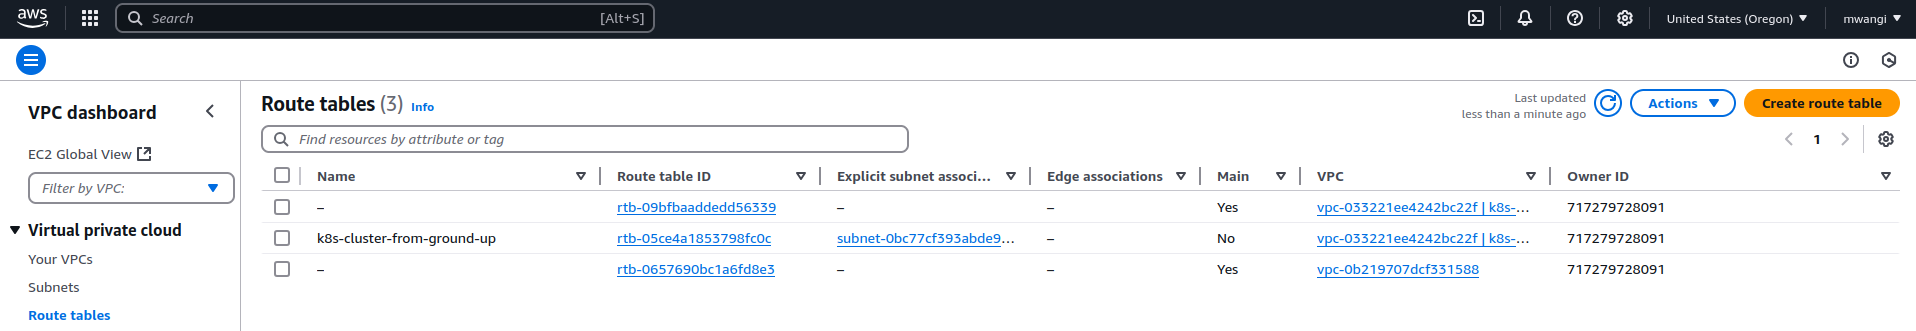 aws
Search [Alt+S]
United States (Oregon) mwangi
VPC dashboard
EC2 Global View
Filter by VPC:
Virtual private cloud
Your VPCs
Subnets
Route tables
Route tables (3) Info
Last updated
less than a minute ago
Actions
Create route table
Find resources by attribute or tag
1
Name Route table ID Explicit subnet associ... Edge associations Main VPC Owner ID
– rtb-09bfbaaddedd56339 – – Yes vpc-033221ee4242bc22f | k8s-... 717279728091
k8s-cluster-from-ground-up rtb-05ce4a1853798fc0c subnet-0bc77cf393abde9... – No vpc-033221ee4242bc22f | k8s-... 717279728091
– rtb-0657690bc1a6fd8e3 – – Yes vpc-0b219707dcf331588 717279728091